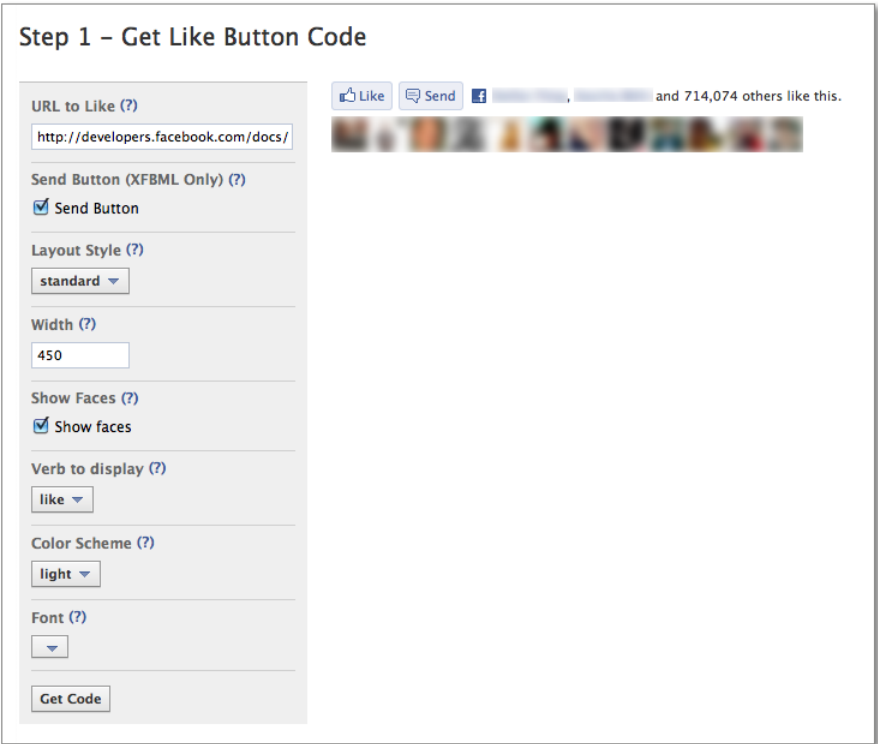 Step 1 – Get Like Button Code
URL to Like (?)
http://developers.facebook.com/docs/
Send Button (XFBML Only) (?)
Send Button
Layout Style (?)
standard
Width (?)
450
Show Faces (?)
Show faces
Verb to display (?)
like
Color Scheme (?)
light
Font (?)
Get Code
Like Send , and 714,074 others like this.